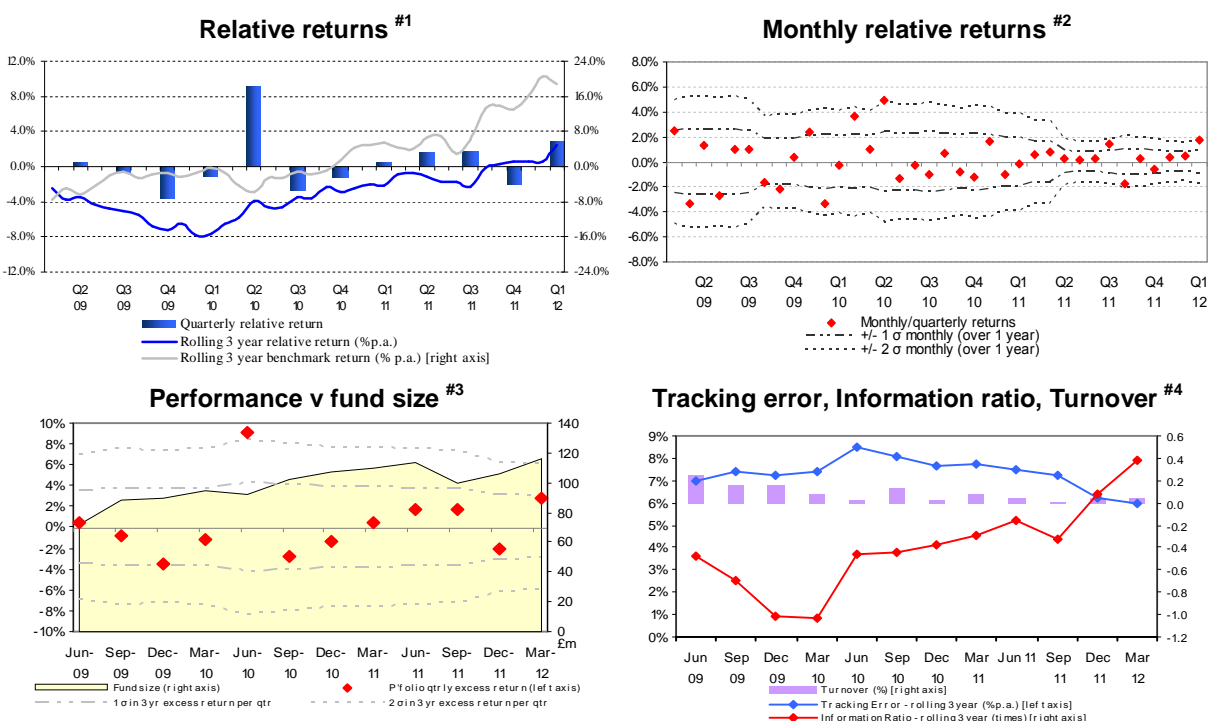 Relative returns #1
12.0%
8.0%
4.0%
0.0%
-4.0%
-8.0%
-12.0%
24.0%
16.0%
8.0%
0.0%
-8.0%
-16.0%
-24.0%
Q2 Q3 Q4 Q1 Q2 Q3 Q4 Q1 Q2 Q3 Q4 Q1
09 09 09 10 10 10 10 11 11 11 11 12
Quarterly relative return
Rolling 3 year relative return (%p.a.)
Rolling 3 year benchmark return (% p.a.) [right axis]
Monthly relative returns #2
8.0%
6.0%
4.0%
2.0%
0.0%
-2.0%
-4.0%
-6.0%
-8.0%
Q2 Q3 Q4 Q1 Q2 Q3 Q4 Q1 Q2 Q3 Q4 Q1
09 09 09 10 10 10 10 11 11 11 11 12
Monthly/quarterly returns
+/- 1 σ monthly (over 1 year)
+/- 2 σ monthly (over 1 year)
Performance v fund size #3
10%
8%
6%
4%
2%
0%
-2%
-4%
-6%
-8%
-10%
140
120
100
80
60
40
20
0
£m
Jun- Sep- Dec- Mar- Jun- Sep- Dec- Mar- Jun- Sep- Dec- Mar-
09 09 09 10 10 10 10 11 11 11 11 12
Fund size (right axis)
P'folio qtrly excess return (left axis)
1 σ in 3 yr excess return per qtr
2 σ in 3 yr excess return per qtr
Tracking error, Information ratio, Turnover #4
9%
8%
7%
6%
5%
4%
3%
2%
1%
0%
0.6
0.4
0.2
0.0
-0.2
-0.4
-0.6
-0.8
-1.0
-1.2
Jun Sep Dec Mar Jun Sep Dec Mar Jun 11 Sep Dec Mar
09 09 09 10 10 10 10 11 11 11 12
Turnover (%) [right axis]
Tracking Error - rolling 3 year (%p.a.) [left axis]
Information Ratio - rolling 3 year (times) [right axis]